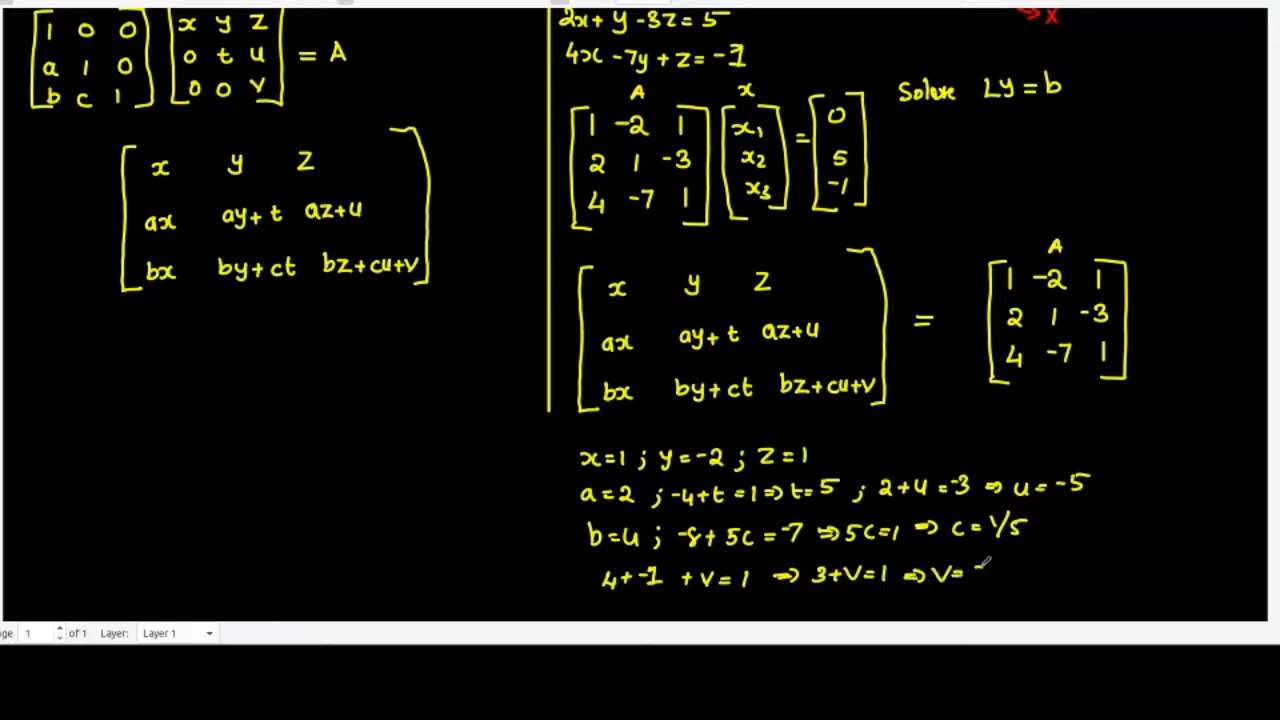 [1 0 0] [x y z]
[a 1 0] [0 t u] = A
[b c 1] [0 0 v]
x y z
ax ay+t az+u
bx by+ct bz+cu+v
2x+y-3z=5
4x-7y+z=-1
A x
[1 -2 1] [x1] [0]
[2 1 -3] [x2] = [5]
[4 -7 1] [x3] [-1]
Solve Ly=b
→ x
A
[x y z] [1 -2 1]
[ax ay+t az+u] = [2 1 -3]
[bx by+ct bz+cu+v] [4 -7 1]
x=1 ; y=-2 ; z=1
a=2 ; -4+t=1 ⇒ t=5 ; 2+u=-3 ⇒ u=-5
b=4 ; -8+5c=-7 ⇒ 5c=1 ⇒ c=1/5
4+-1 +v=1 ⇒ 3+v=1 ⇒ v= -
age 1 of 1 Layer: Layer 1